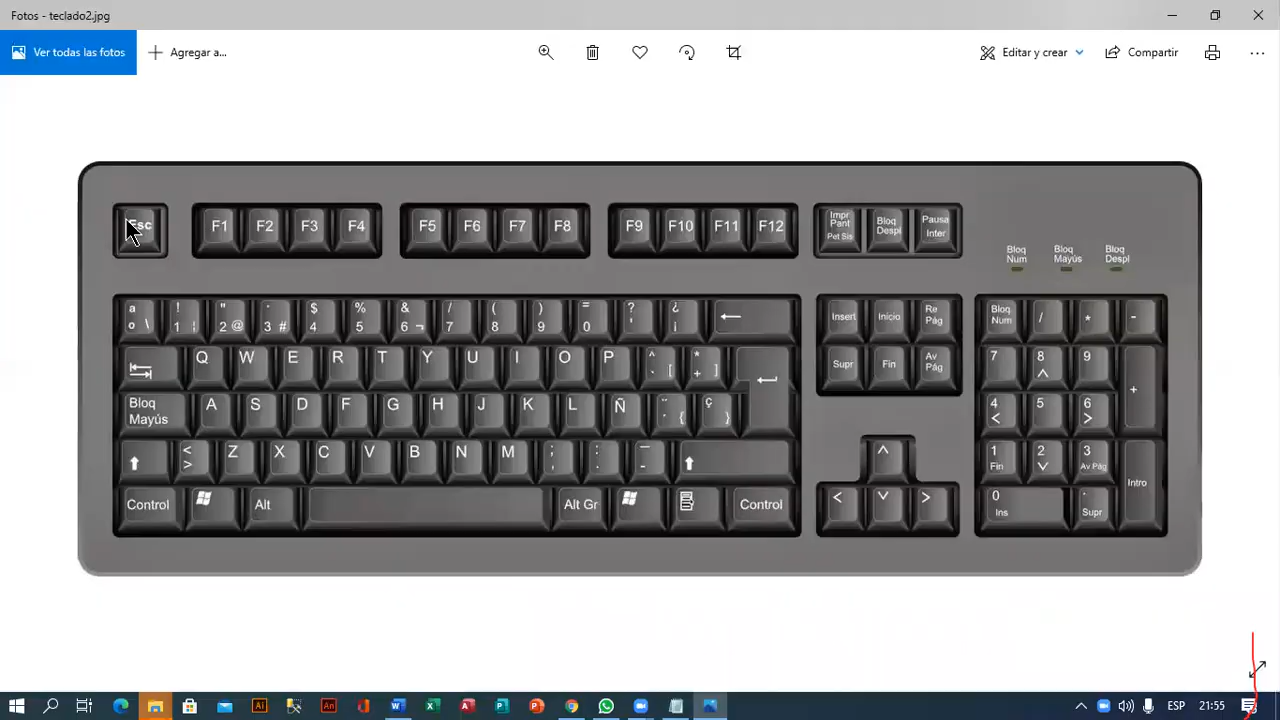 Fotos - teclado2.jpg
Ver todas las fotos
Agregar a...
Editar y crear
Compartir
Esc F1 F2 F3 F4 F5 F6 F7 F8 F9 F10 F11 F12
Impr Pant Pet Sis
Bloq Despl
Pausa Inter
Bloq Num
Bloq Mayús
Bloq Despl
a o \
! 1 ¦
" 2 @
· 3 #
$ 4
% 5
& 6 ¬
/ 7
( 8
) 9
= 0
? '
¿ ¡
←
Insert Início Re Pág
Bloq Num / * -
Q W E R T Y U I O P
^ ` [
* + ]
Supr Fin Av Pág
7 8 ^ 9 +
Bloq Mayús
A S D F G H J K L Ñ
¨ ´ {
Ç }
4 < 5 6 >
< >
Z X C V B N M
; ,
: .
_ -
^
1 Fin 2 v 3 Av Pág Intro
Control Alt Alt Gr Control
< v >
0 Ins . Supr
Ai An
ESP 21:55